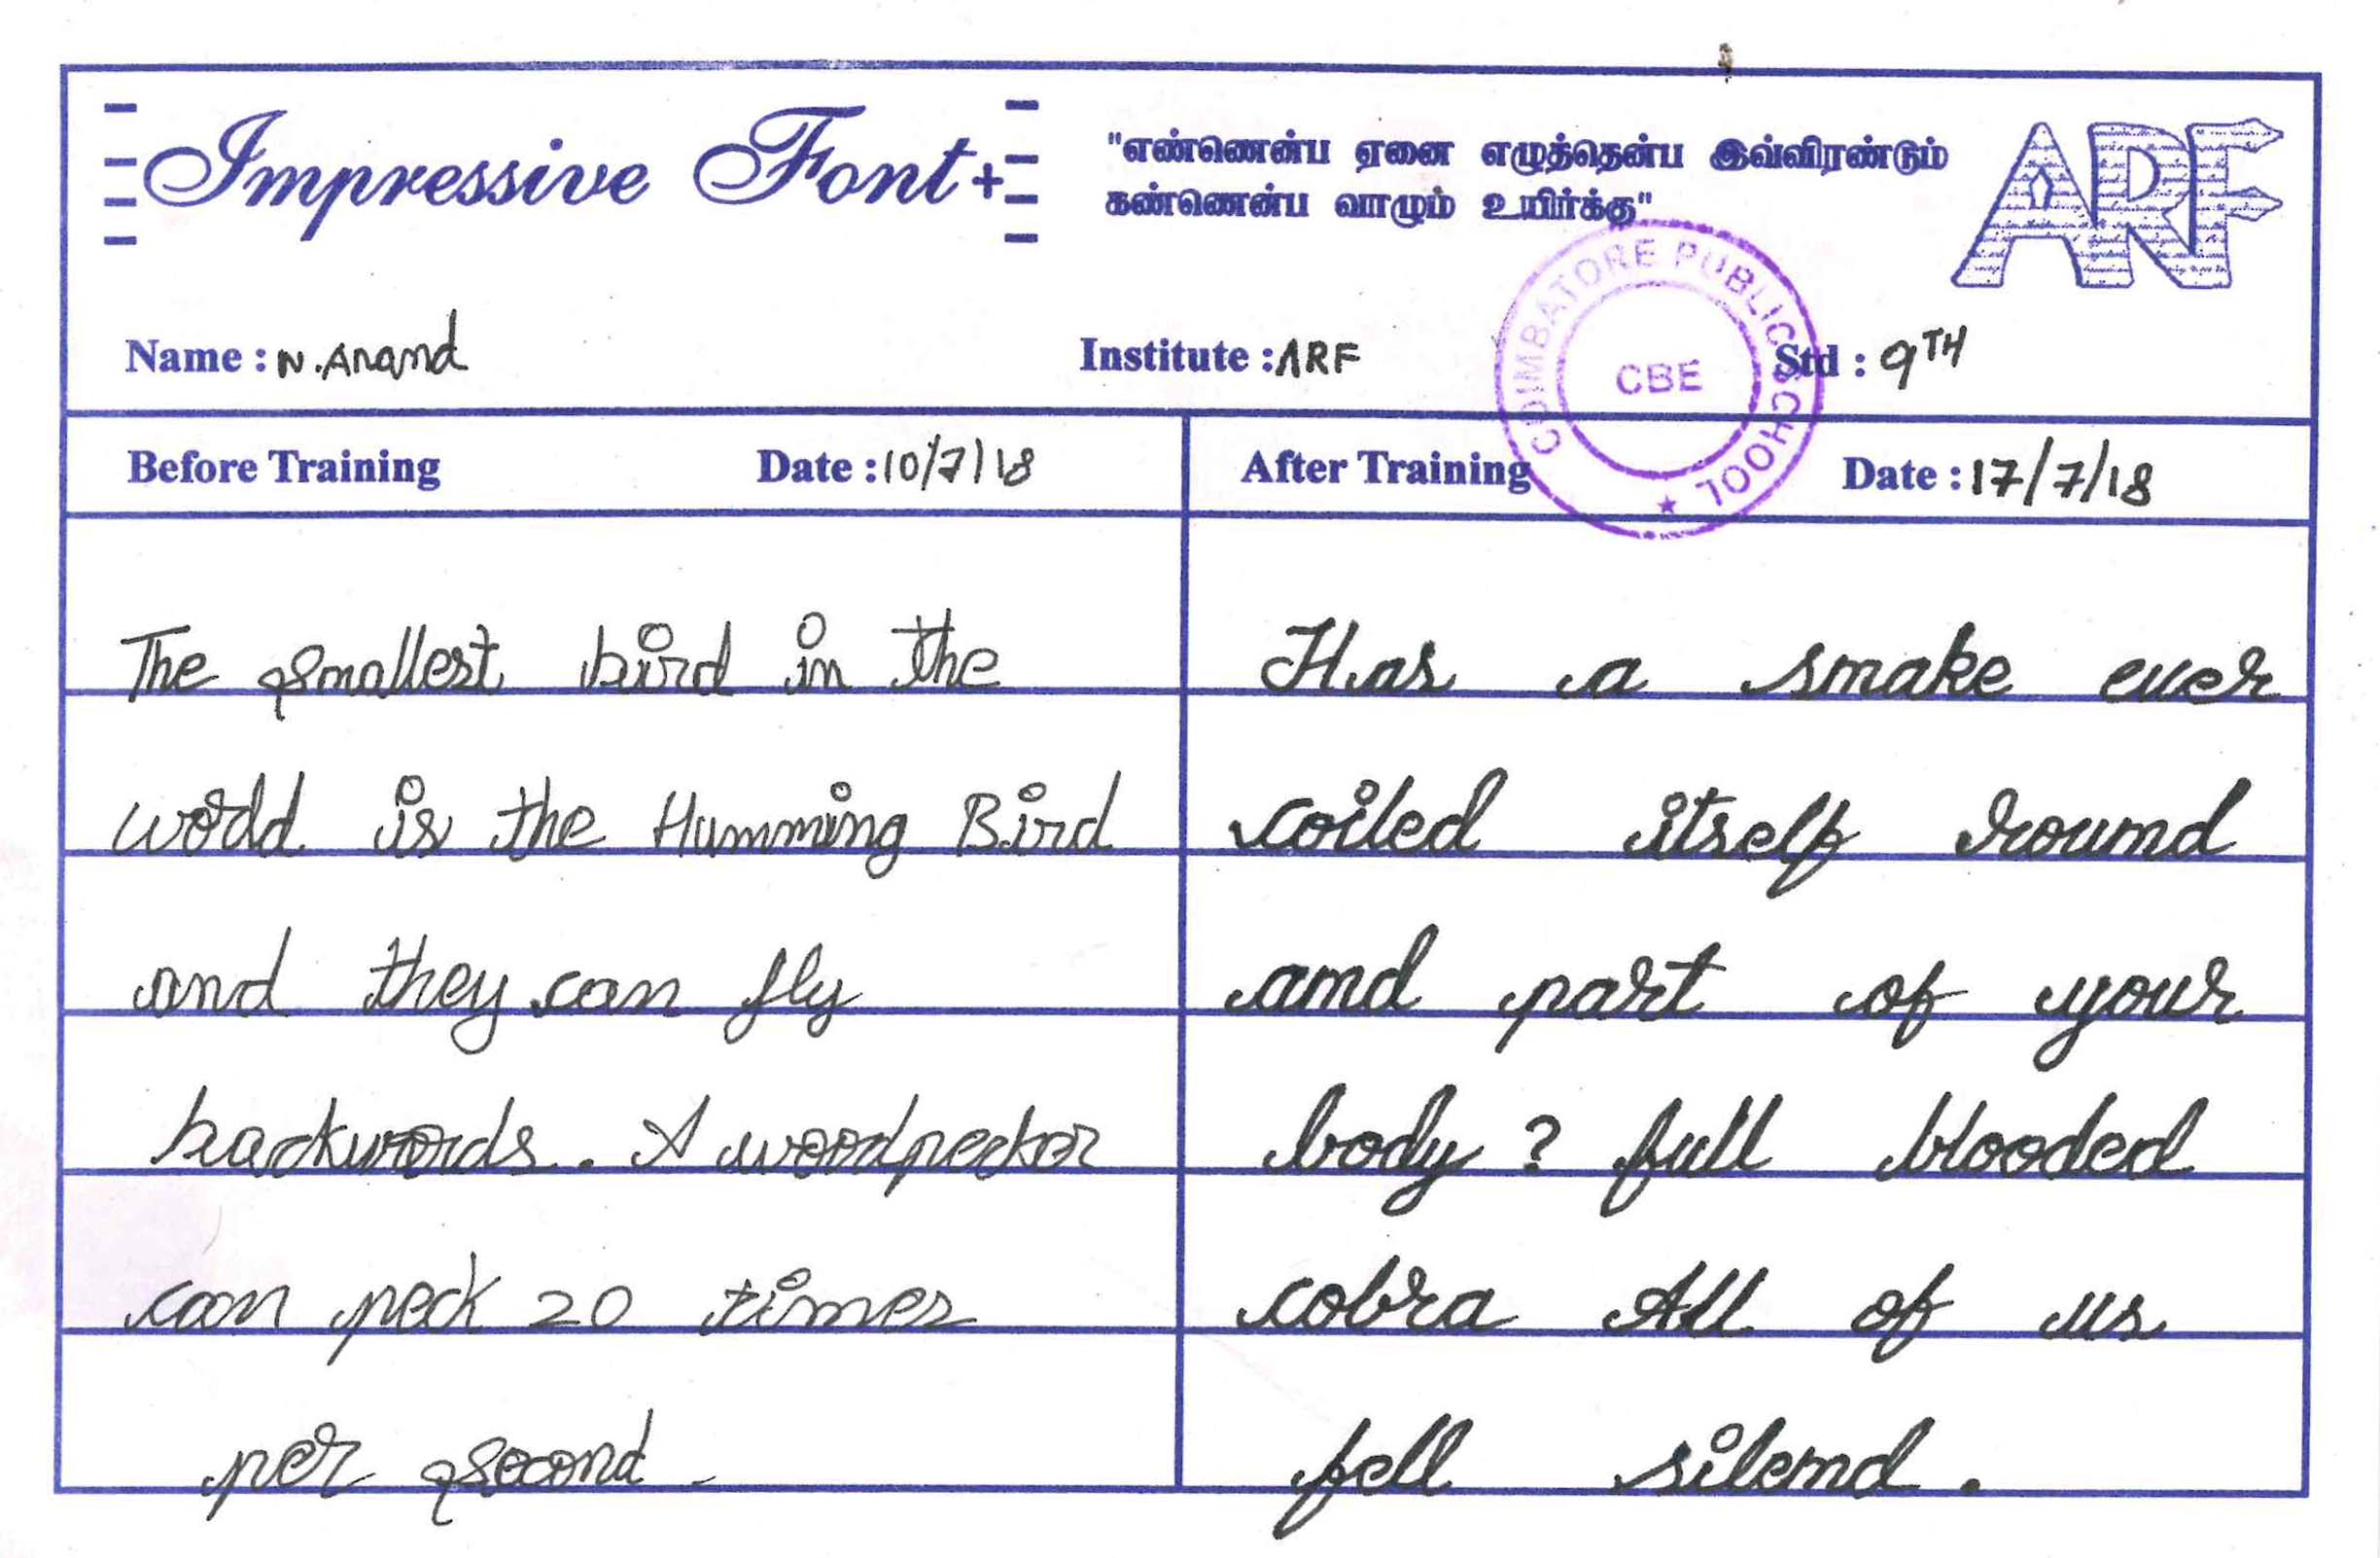 Impressive Font+
"எண்ணென்ப ஏனை எழுத்தென்ப இவ்விரண்டும்
கண்ணென்ப வாழும் உயிர்க்கு"
ARF
COIMBATORE PUBLIC SCHOOL ★
CBE
Name : N.Anand Institute : ARF Std : 9TH
Before Training Date : 10/7/18
After Training Date : 17/7/18
The smallest bird in the
world is the Humming Bird
and they can fly
backwords. A woodpecker
can peck 20 times
per second.
Has a smake ever
coiled itself round
amd part of your
body? full blooded
cobra All of us
fell silemd.